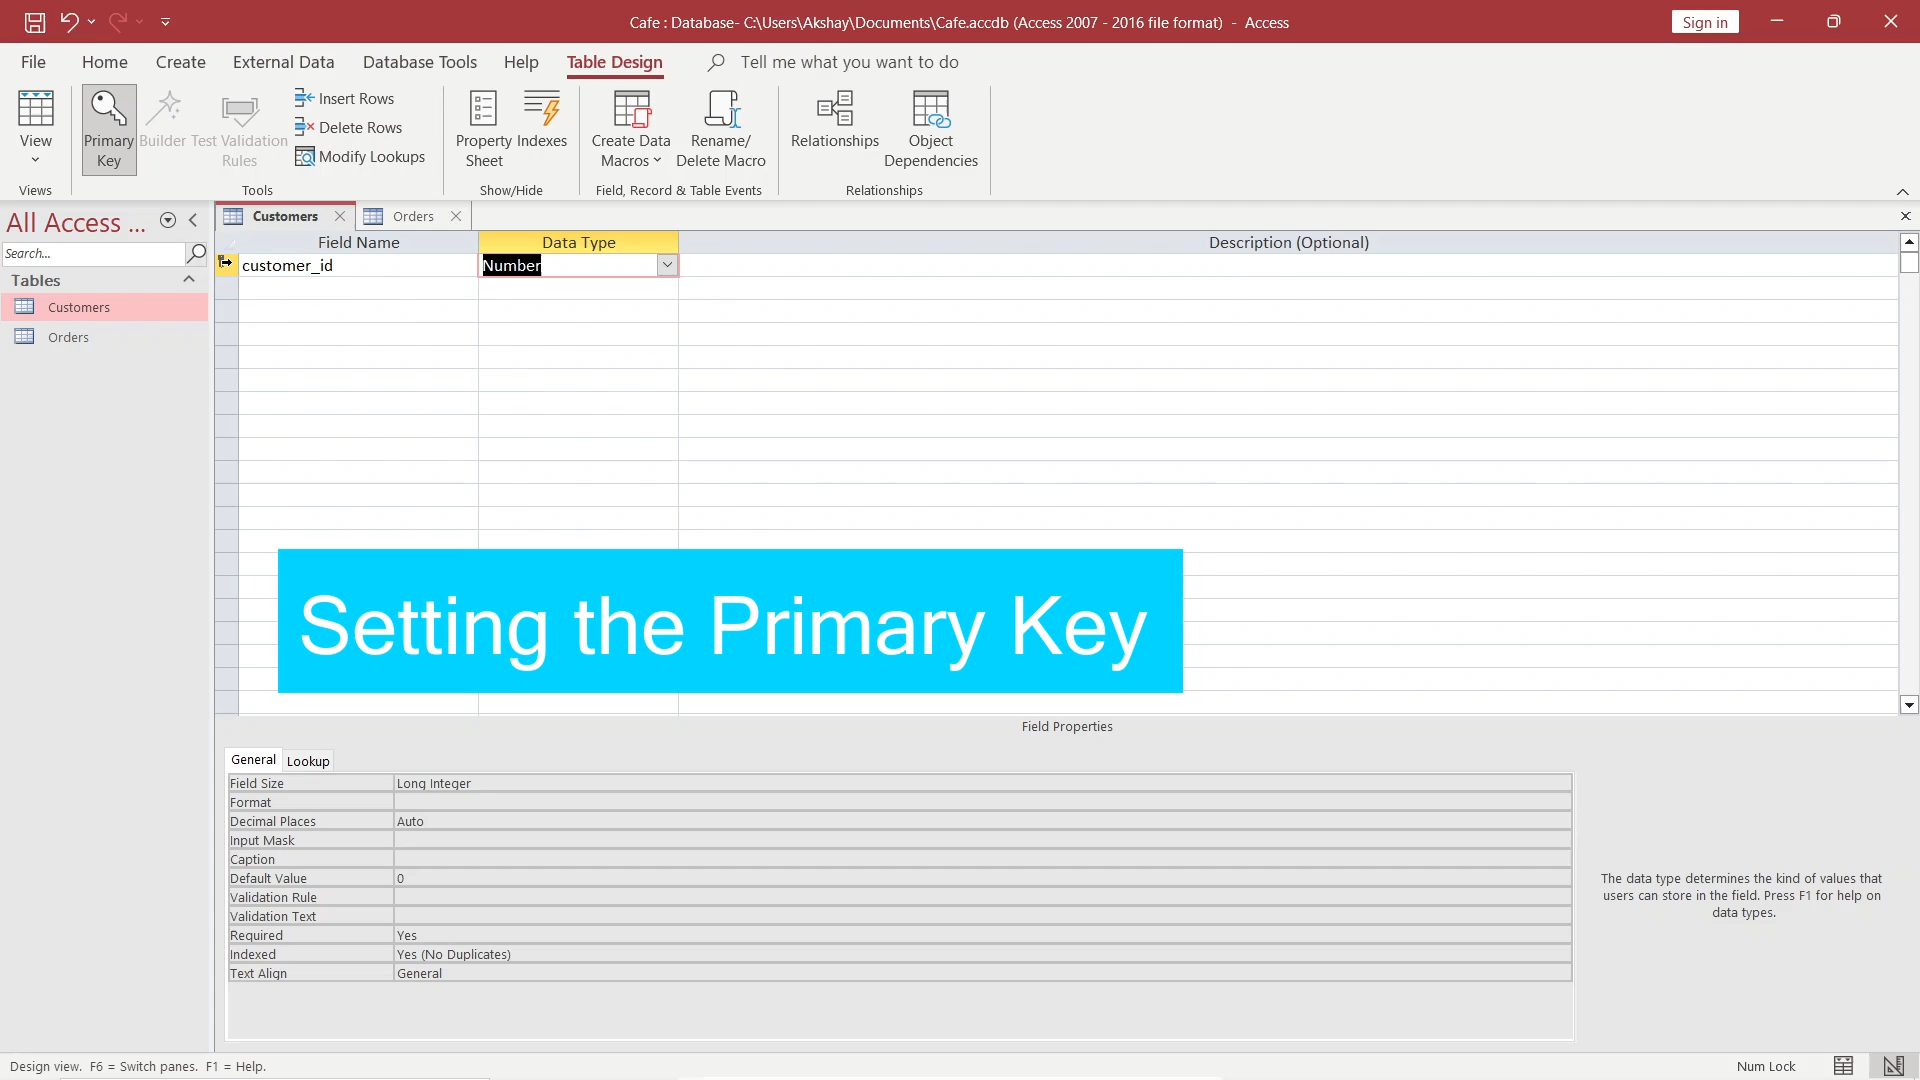 Cafe : Database- C:\Users\Akshay\Documents\Cafe.accdb (Access 2007 - 2016 file format) - Access
Sign in
File Home Create External Data Database Tools Help Table Design Tell me what you want to do
View
Primary Key
Builder
Test Validation Rules
Insert Rows
Delete Rows
Modify Lookups
Property Sheet
Indexes
Create Data Macros
Rename/ Delete Macro
Relationships
Object Dependencies
Views
Tools
Show/Hide
Field, Record & Table Events
Relationships
All Access ...
Search...
Tables
Customers
Orders
Customers
Orders
Field Name Data Type Description (Optional)
customer_id Number
Setting the Primary Key
Field Properties
General Lookup
Field Size Long Integer
Format
Decimal Places Auto
Input Mask
Caption
Default Value 0
Validation Rule
Validation Text
Required Yes
Indexed Yes (No Duplicates)
Text Align General
The data type determines the kind of values that
users can store in the field. Press F1 for help on
data types.
Design view. F6 = Switch panes. F1 = Help.
Num Lock